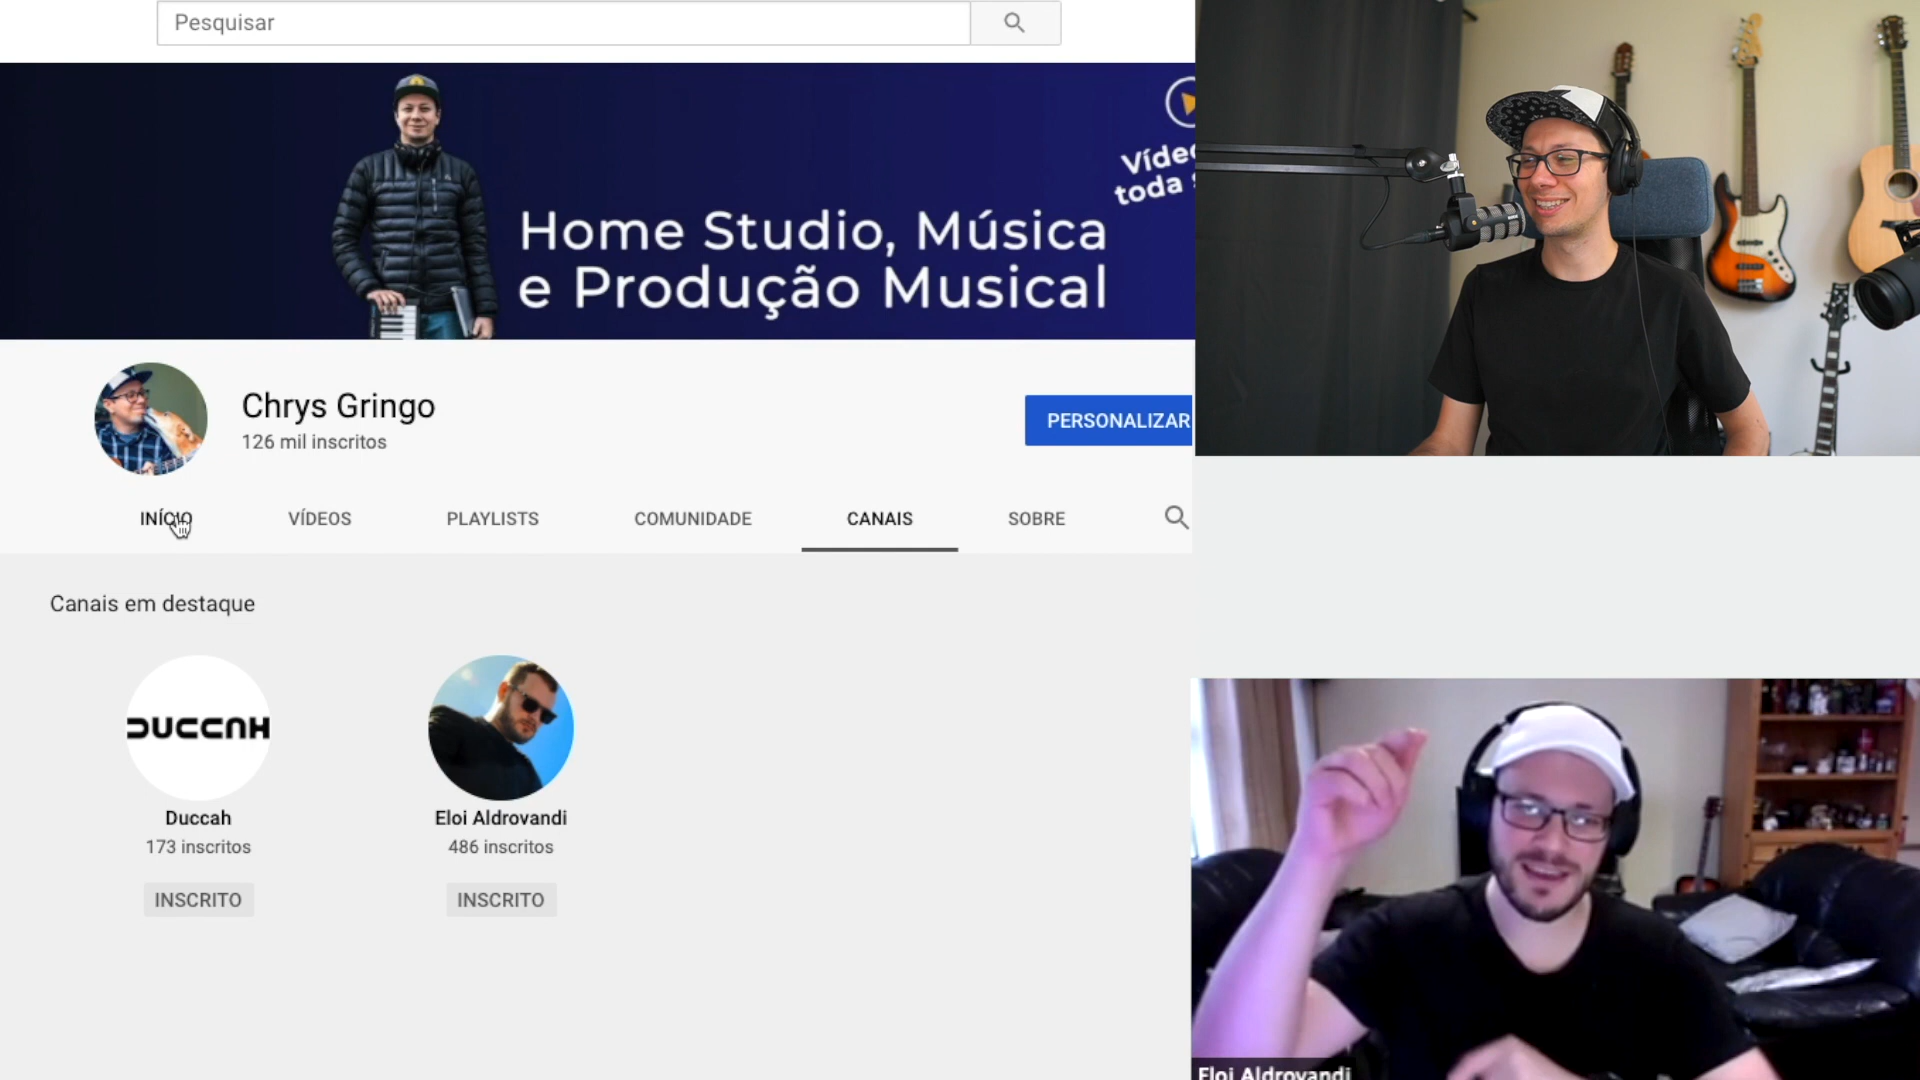 Pesquisar
Home Studio, Música
e Produção Musical
toda
Chrys Gringo
126 mil inscritos
PERSONALIZAR
INÍCIO
VÍDEOS
PLAYLISTS
COMUNIDADE
CANAIS
SOBRE
Canais em destaque
DUCCAH
Duccah
173 inscritos
INSCRITO
Eloi Aldrovandi
486 inscritos
INSCRITO
Eloi Aldrovandi